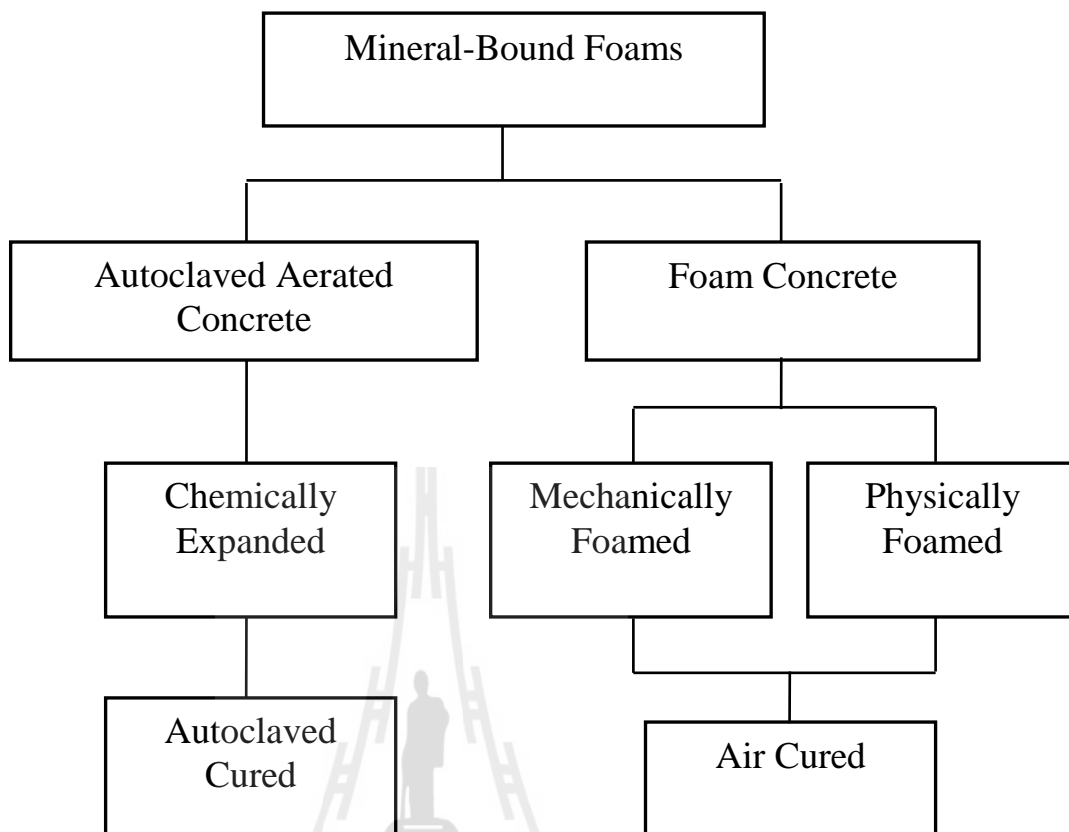 Mineral-Bound Foams
Autoclaved Aerated
Concrete
Foam Concrete
Chemically
Expanded
Mechanically
Foamed
Physically
Foamed
Autoclaved
Cured
Air Cured